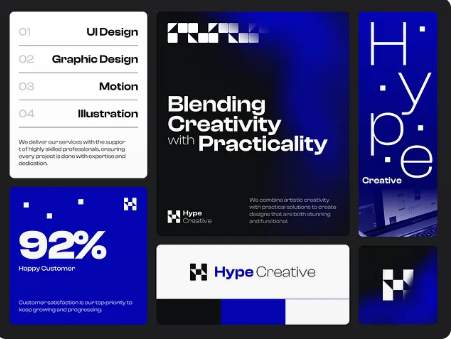 01 UI Design
02 Graphic Design
03 Motion
04 Illustration
We deliver our services with the suppor
t of highly skilled professionals, ensuring
every project is done with expertise and
dedication.
92%
Happy Customer
Customer satisfaction is our top priority to
keep growing and progressing.
Blending
Creativity
with Practicality
Hype
Creative
We combine artistic creativity
with practical solutions to create
designs that are both stunning
and functional.
Hype Creative
H
y
p
e
Creative